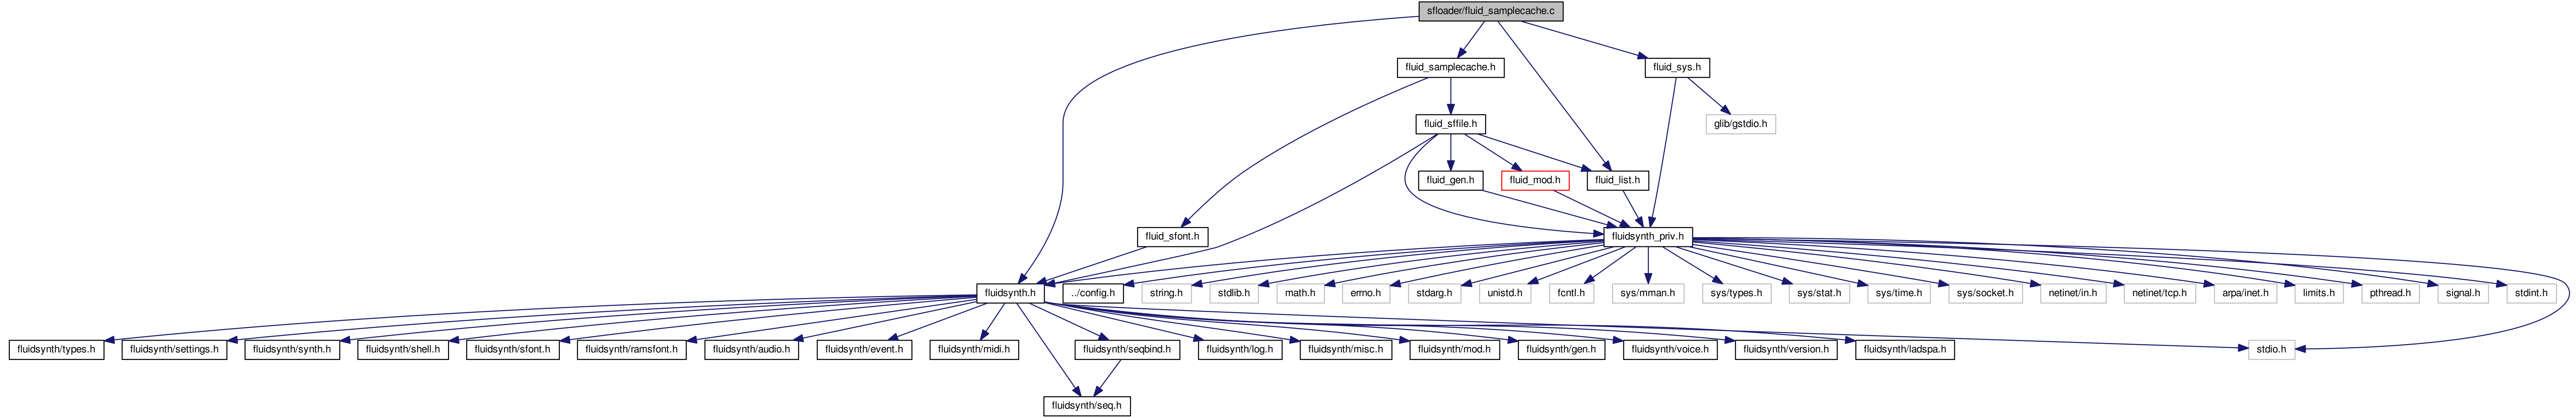 sfloader/fluid_samplecache.c
fluid_samplecache.h
fluid_sys.h
fluid_sffile.h
glib/gstdio.h
fluid_gen.h
fluid_mod.h
fluid_list.h
fluid_sfont.h
fluidsynth_priv.h
fluidsynth.h
../config.h
string.h
stdlib.h
math.h
errno.h
stdarg.h
unistd.h
fcntl.h
sys/mman.h
sys/types.h
sys/stat.h
sys/time.h
sys/socket.h
netinet/in.h
netinet/tcp.h
arpa/inet.h
limits.h
pthread.h
signal.h
stdint.h
fluidsynth/types.h
fluidsynth/settings.h
fluidsynth/synth.h
fluidsynth/shell.h
fluidsynth/sfont.h
fluidsynth/ramsfont.h
fluidsynth/audio.h
fluidsynth/event.h
fluidsynth/midi.h
fluidsynth/seqbind.h
fluidsynth/log.h
fluidsynth/misc.h
fluidsynth/mod.h
fluidsynth/gen.h
fluidsynth/voice.h
fluidsynth/version.h
fluidsynth/ladspa.h
stdio.h
fluidsynth/seq.h